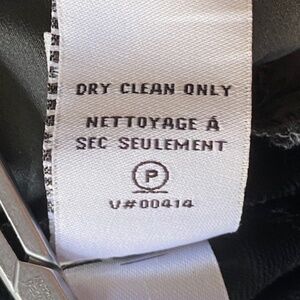 DRY CLEAN ONLY
NETTOYAGE À
SEC SEULEMENT
P
V#00414